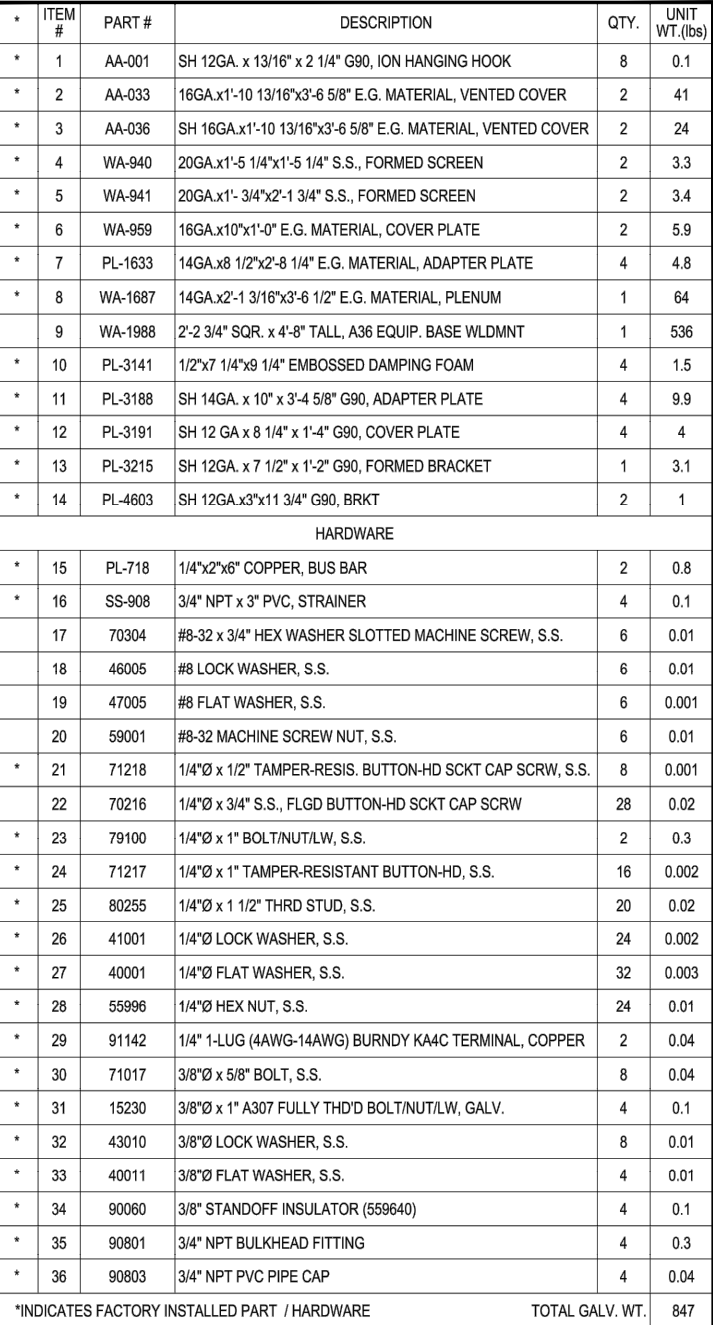 * ITEM # PART # DESCRIPTION QTY. UNIT WT.(lbs)
* 1 AA-001 SH 12GA. x 13/16" x 2 1/4" G90, ION HANGING HOOK 8 0.1
* 2 AA-033 16GA.x1'-10 13/16"x3'-6 5/8" E.G. MATERIAL, VENTED COVER 2 41
* 3 AA-036 SH 16GA.x1'-10 13/16"x3'-6 5/8" E.G. MATERIAL, VENTED COVER 2 24
* 4 WA-940 20GA.x1'-5 1/4"x1'-5 1/4" S.S., FORMED SCREEN 2 3.3
* 5 WA-941 20GA.x1'- 3/4"x2'-1 3/4" S.S., FORMED SCREEN 2 3.4
* 6 WA-959 16GA.x10"x1'-0" E.G. MATERIAL, COVER PLATE 2 5.9
* 7 PL-1633 14GA.x8 1/2"x2'-8 1/4" E.G. MATERIAL, ADAPTER PLATE 4 4.8
* 8 WA-1687 14GA.x2'-1 3/16"x3'-6 1/2" E.G. MATERIAL, PLENUM 1 64
9 WA-1988 2'-2 3/4" SQR. x 4'-8" TALL, A36 EQUIP. BASE WLDMNT 1 536
* 10 PL-3141 1/2"x7 1/4"x9 1/4" EMBOSSED DAMPING FOAM 4 1.5
* 11 PL-3188 SH 14GA. x 10" x 3'-4 5/8" G90, ADAPTER PLATE 4 9.9
* 12 PL-3191 SH 12 GA x 8 1/4" x 1'-4" G90, COVER PLATE 4 4
* 13 PL-3215 SH 12GA. x 7 1/2" x 1'-2" G90, FORMED BRACKET 1 3.1
* 14 PL-4603 SH 12GA.x3"x11 3/4" G90, BRKT 2 1
HARDWARE
* 15 PL-718 1/4"x2"x6" COPPER, BUS BAR 2 0.8
* 16 SS-908 3/4" NPT x 3" PVC, STRAINER 4 0.1
17 70304 #8-32 x 3/4" HEX WASHER SLOTTED MACHINE SCREW, S.S. 6 0.01
18 46005 #8 LOCK WASHER, S.S. 6 0.01
19 47005 #8 FLAT WASHER, S.S. 6 0.001
20 59001 #8-32 MACHINE SCREW NUT, S.S. 6 0.01
* 21 71218 1/4"Ø x 1/2" TAMPER-RESIS. BUTTON-HD SCKT CAP SCRW, S.S. 8 0.001
22 70216 1/4"Ø x 3/4" S.S., FLGD BUTTON-HD SCKT CAP SCRW 28 0.02
* 23 79100 1/4"Ø x 1" BOLT/NUT/LW, S.S. 2 0.3
* 24 71217 1/4"Ø x 1" TAMPER-RESISTANT BUTTON-HD, S.S. 16 0.002
* 25 80255 1/4"Ø x 1 1/2" THRD STUD, S.S. 20 0.02
* 26 41001 1/4"Ø LOCK WASHER, S.S. 24 0.002
* 27 40001 1/4"Ø FLAT WASHER, S.S. 32 0.003
* 28 55996 1/4"Ø HEX NUT, S.S. 24 0.01
* 29 91142 1/4" 1-LUG (4AWG-14AWG) BURNDY KA4C TERMINAL, COPPER 2 0.04
* 30 71017 3/8"Ø x 5/8" BOLT, S.S. 8 0.04
* 31 15230 3/8"Ø x 1" A307 FULLY THD'D BOLT/NUT/LW, GALV. 4 0.1
* 32 43010 3/8"Ø LOCK WASHER, S.S. 8 0.01
* 33 40011 3/8"Ø FLAT WASHER, S.S. 4 0.01
* 34 90060 3/8" STANDOFF INSULATOR (559640) 4 0.1
* 35 90801 3/4" NPT BULKHEAD FITTING 4 0.3
* 36 90803 3/4" NPT PVC PIPE CAP 4 0.04
*INDICATES FACTORY INSTALLED PART / HARDWARE TOTAL GALV. WT. 847